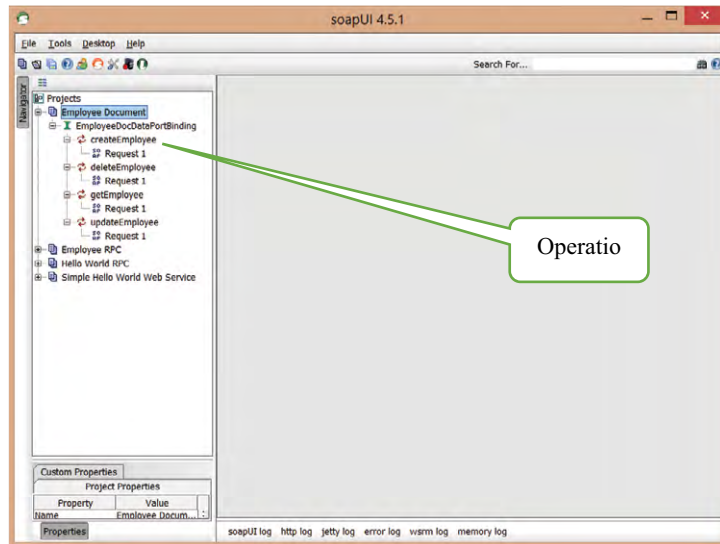 soapUI 4.5.1
File Tools Desktop Help
Search For...
Navigator
Projects
Employee Document
EmployeeDocDataPortBinding
createEmployee
Request 1
deleteEmployee
Request 1
getEmployee
Request 1
updateEmployee
Request 1
Employee RPC
Hello World RPC
Simple Hello World Web Service
Operatio
Custom Properties
Project Properties
Property Value
Name Employee Docum...
Properties
soapUI log http log jetty log error log wsrm log memory log